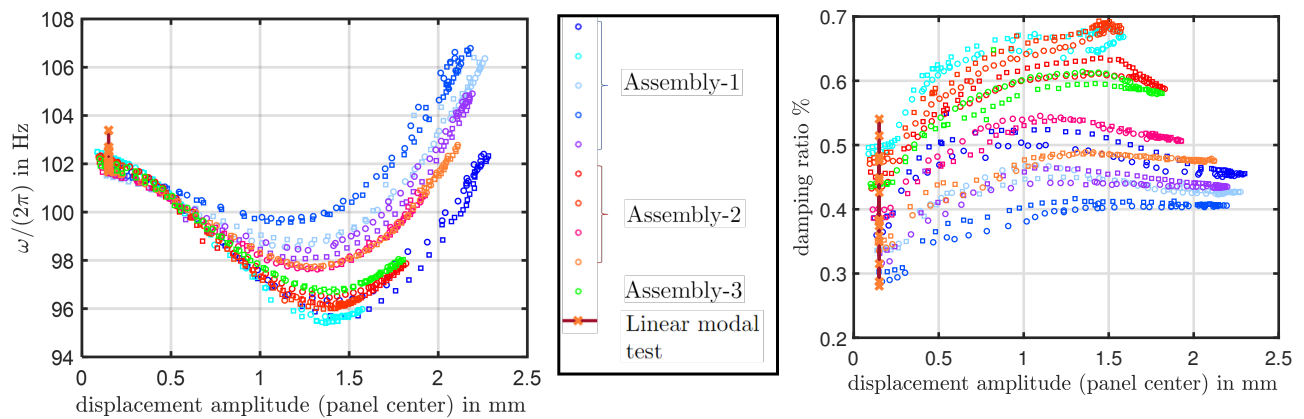 108
106
104
102
100
98
96
94
0
0.5
1
1.5
2
2.5
ω/(2π) in Hz
displacement amplitude (panel center) in mm
Assembly-1
Assembly-2
Assembly-3
Linear modal
test
0.7
0.6
0.5
0.4
0.3
0.2
0
0.5
1
1.5
2
2.5
damping ratio %
displacement amplitude (panel center) in mm